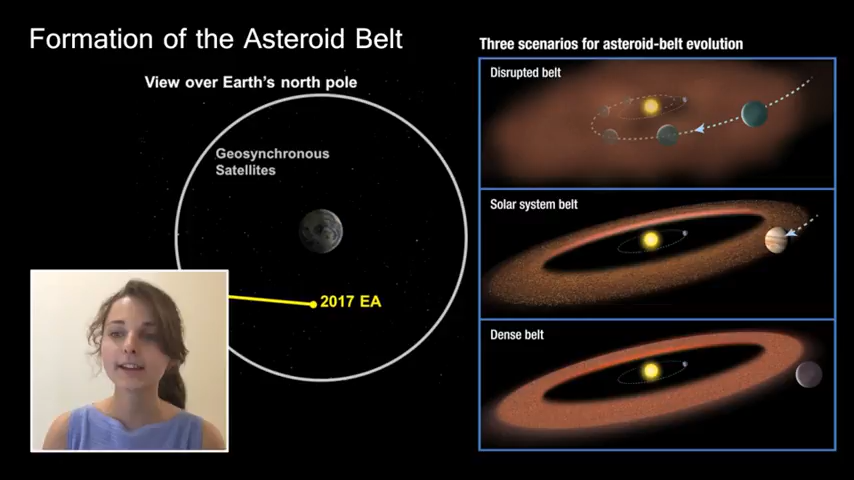 Formation of the Asteroid Belt
View over Earth's north pole
Geosynchronous
Satellites
2017 EA
Three scenarios for asteroid-belt evolution
Disrupted belt
Solar system belt
Dense belt